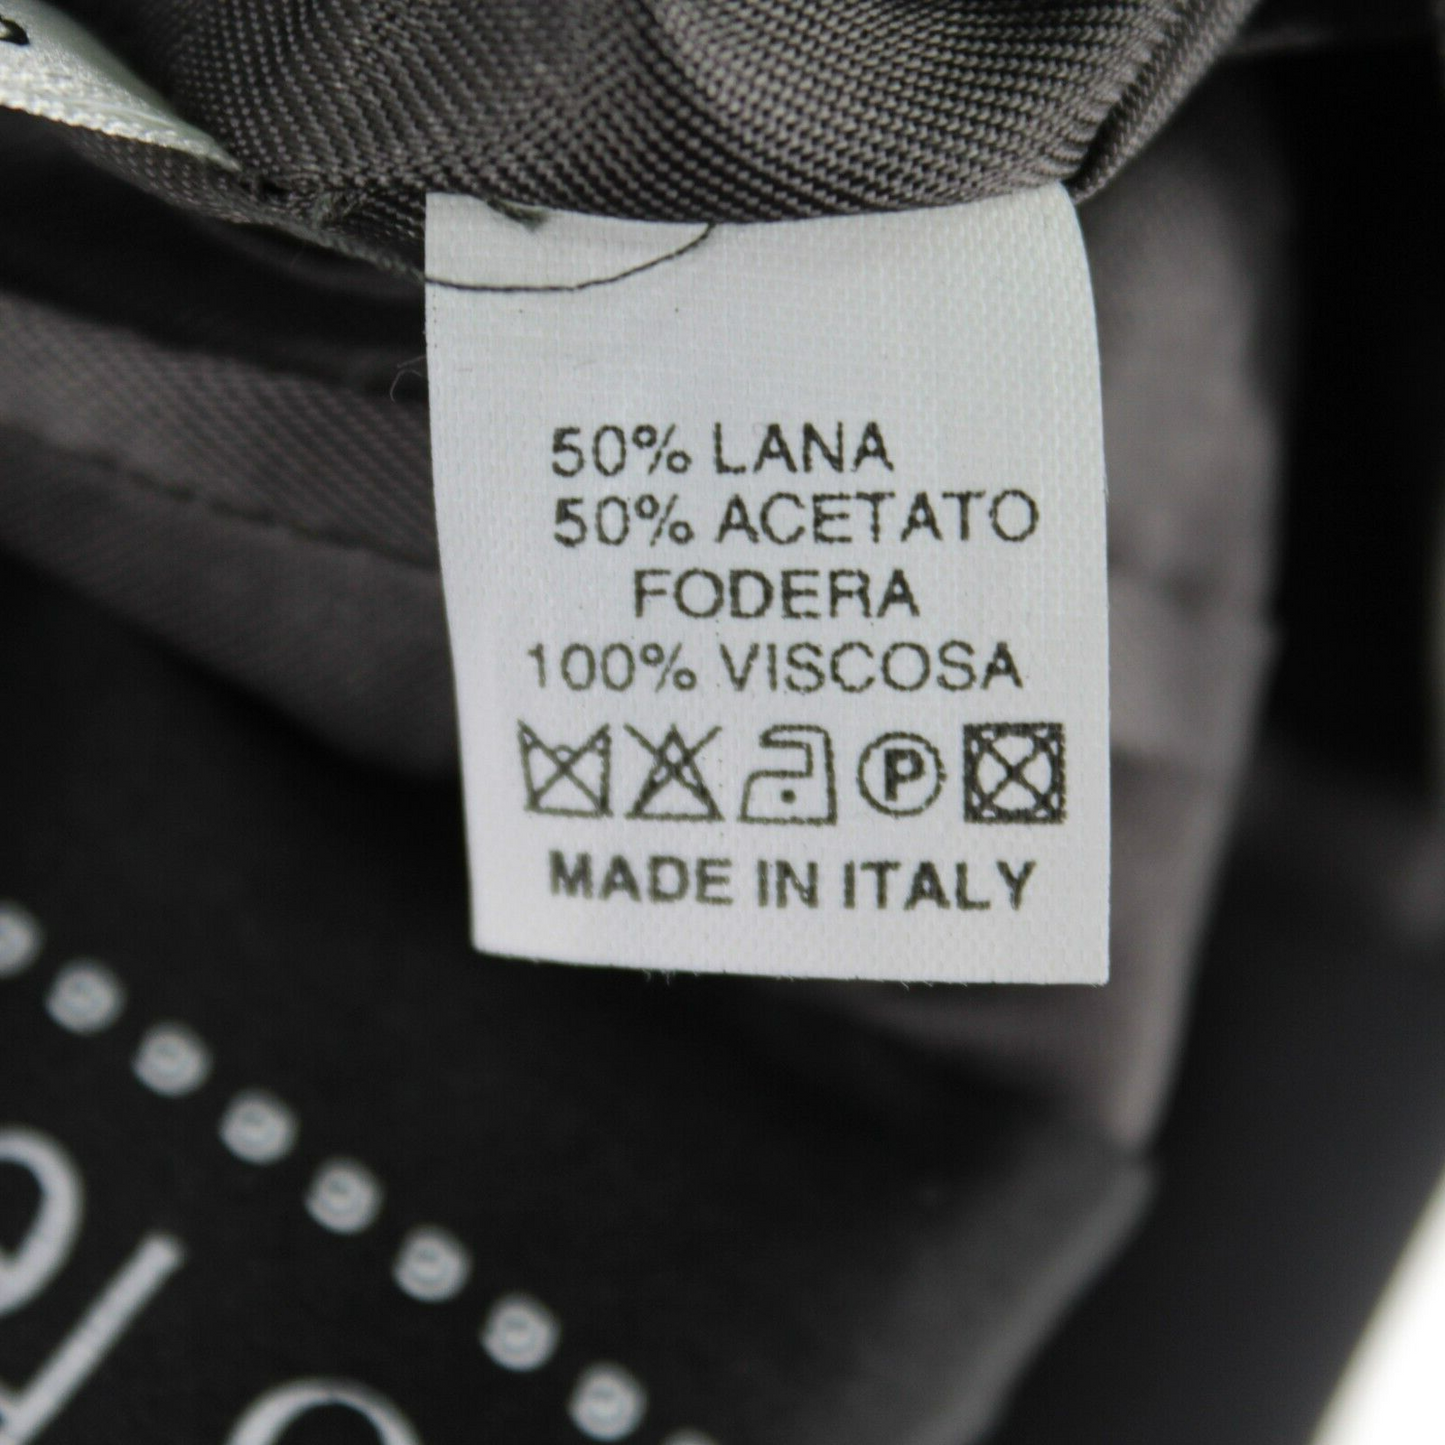 50% LANA
50% ACETATO
FODERA
100% VISCOSA
P
MADE IN ITALY